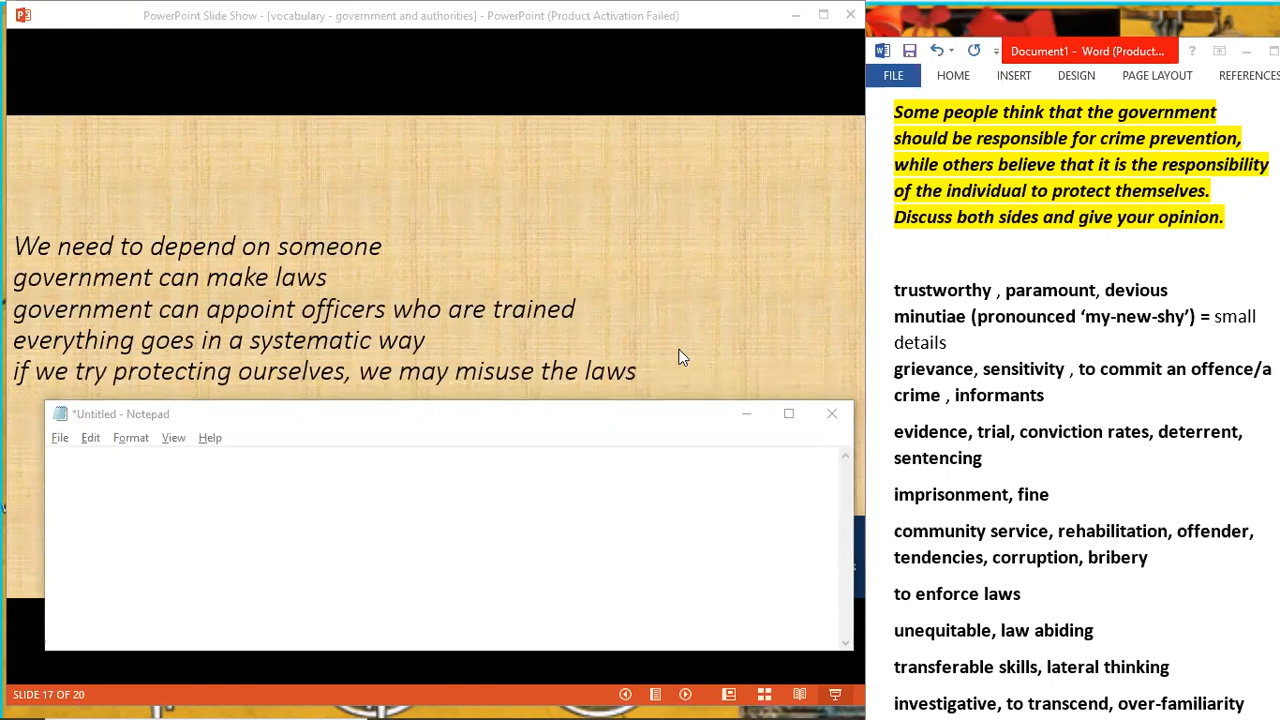 PowerPoint Slide Show - [vocabulary - government and authorities] - PowerPoint (Product Activation Failed)
We need to depend on someone
government can make laws
government can appoint officers who are trained
everything goes in a systematic way
if we try protecting ourselves, we may misuse the laws
*Untitled - Notepad
File Edit Format View Help
SLIDE 17 OF 20
Document1 - Word (Product...
FILE HOME INSERT DESIGN PAGE LAYOUT REFERENCES
Some people think that the government
should be responsible for crime prevention,
while others believe that it is the responsibility
of the individual to protect themselves.
Discuss both sides and give your opinion.
trustworthy , paramount, devious
minutiae (pronounced ‘my-new-shy’) = small
details
grievance, sensitivity , to commit an offence/a
crime , informants
evidence, trial, conviction rates, deterrent,
sentencing
imprisonment, fine
community service, rehabilitation, offender,
tendencies, corruption, bribery
to enforce laws
unequitable, law abiding
transferable skills, lateral thinking
investigative, to transcend, over-familiarity